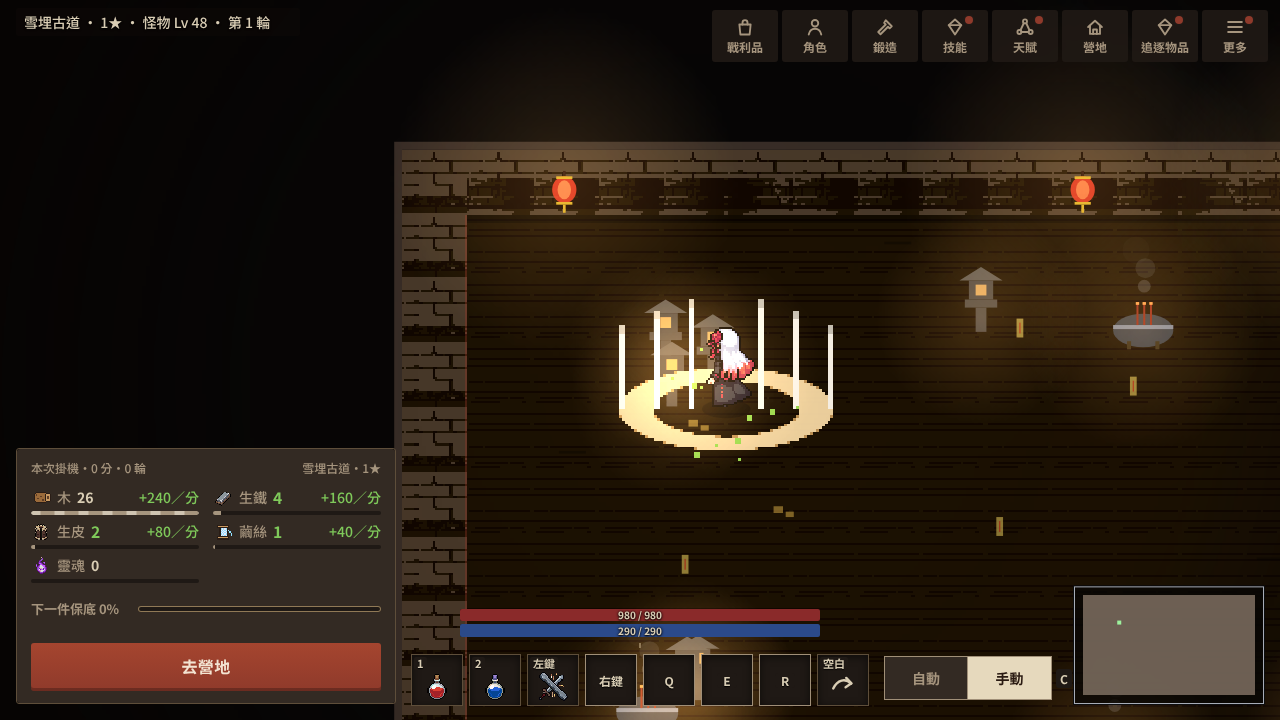 雪埋古道 · 1★ · 怪物 Lv 48 · 第 1 輪
戰利品
角色
鍛造
技能
天賦
營地
追逐物品
更多
本次掛機·0 分·0 輪
雪埋古道·1★
木 26 +240／分
生鐵 4 +160／分
生皮 2 +80／分
繭絲 1 +40／分
靈魂 0
下一件保底 0%
去營地
980 / 980
290 / 290
1
2
左鍵
右鍵
Q
E
R
空白
自動
手動
C